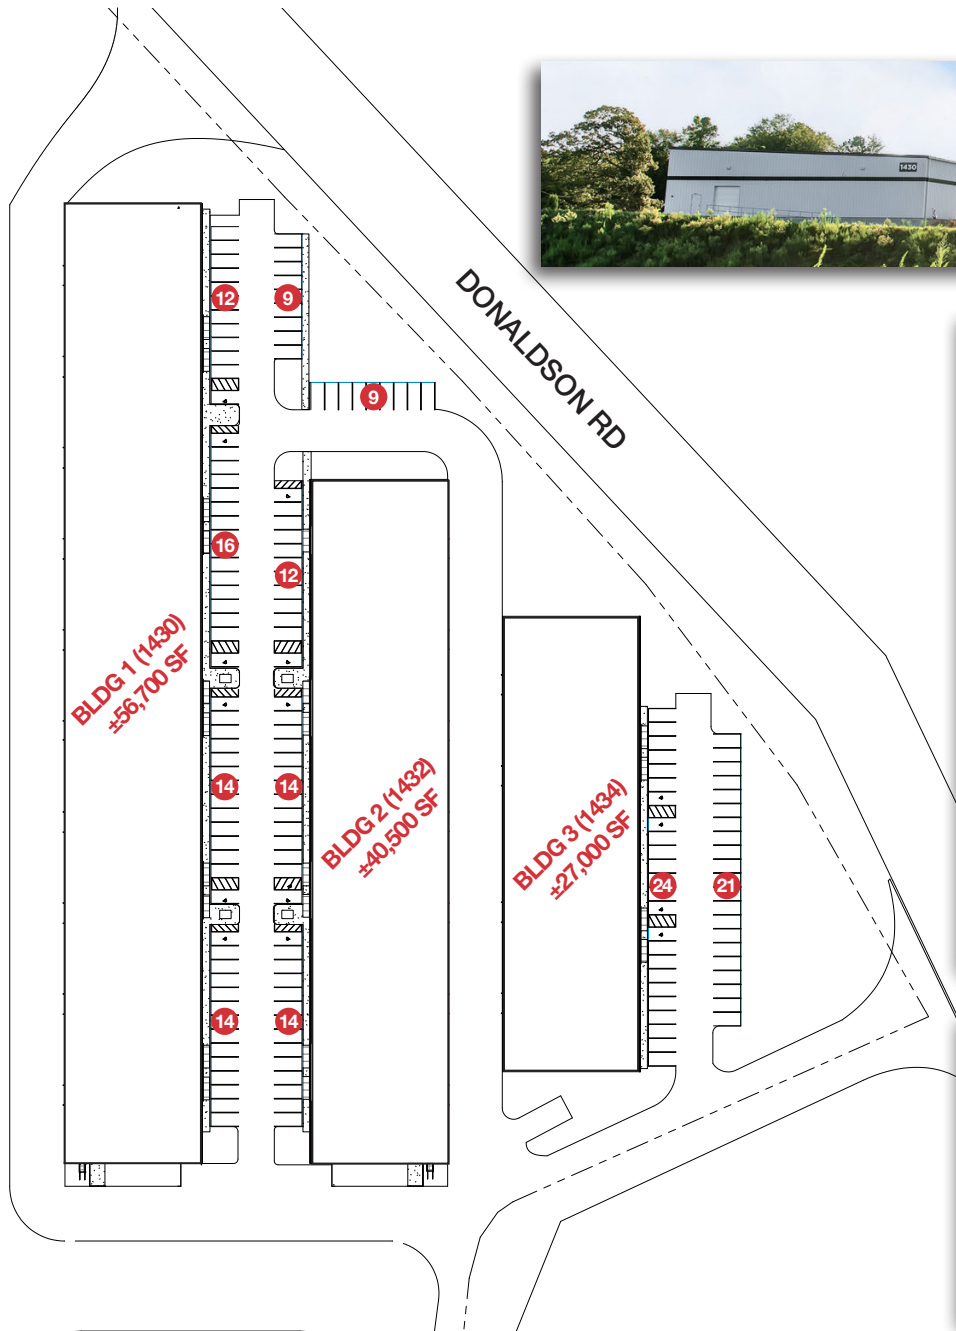 1430
DONALDSON RD
12
9
9
16
12
BLDG 1 (1430)
±56,700 SF
14
14
BLDG 2 (1432)
±40,500 SF
BLDG 3 (1434)
±27,000 SF
24
21
14
14